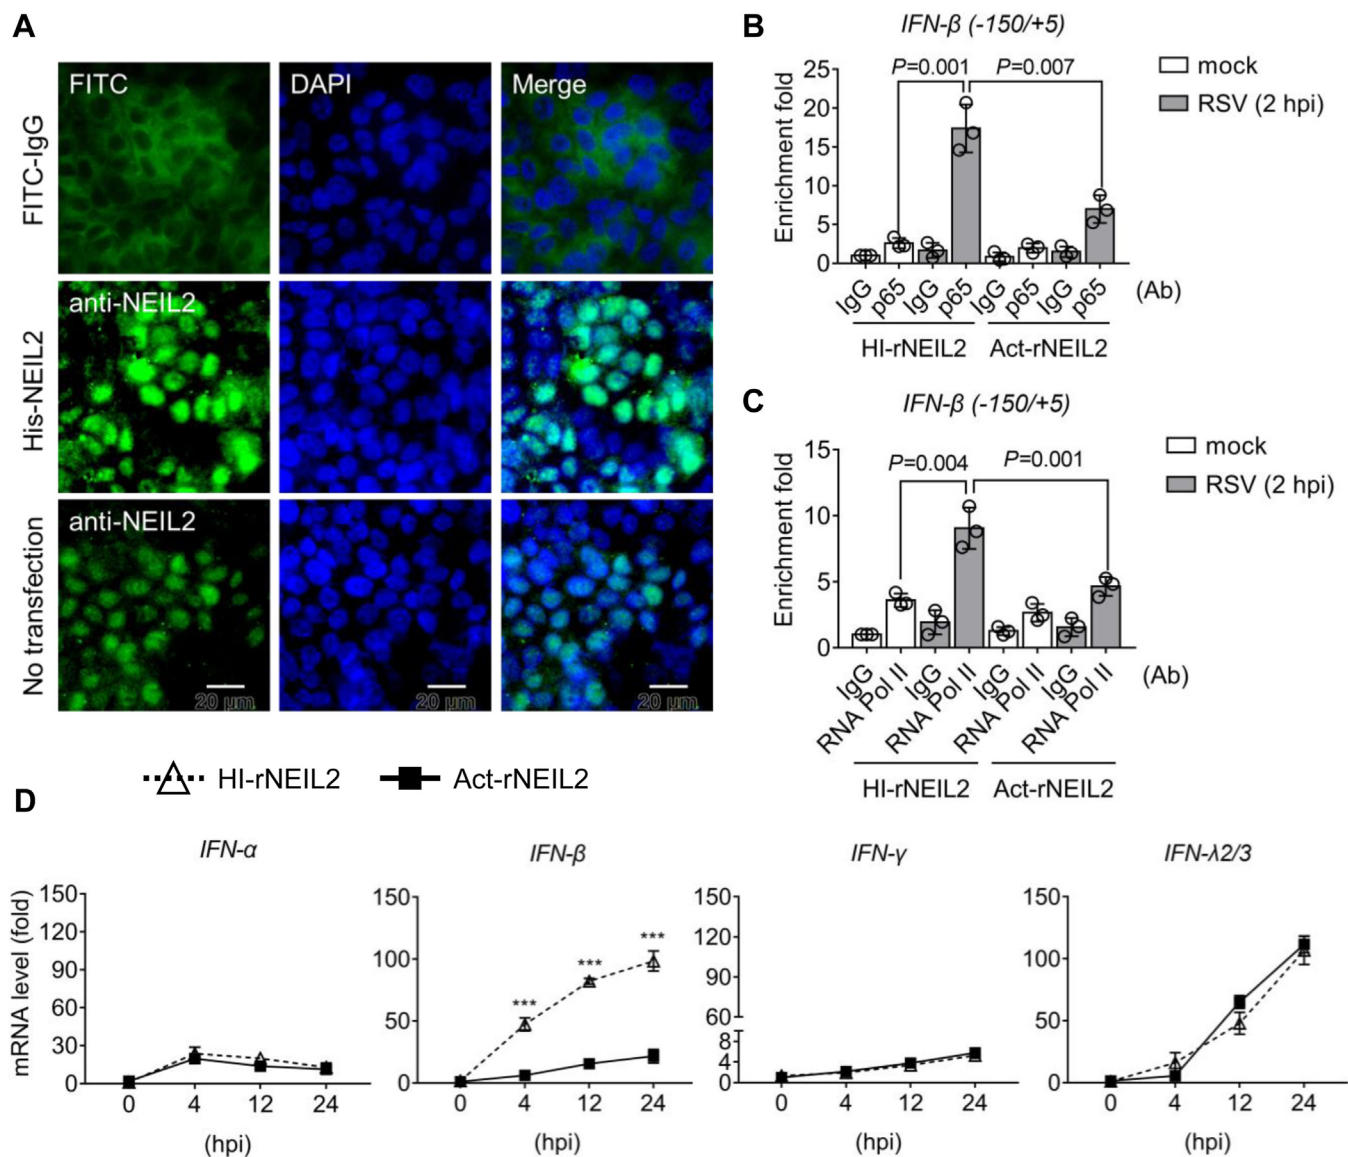 A
FITC
DAPI
Merge
FITC-IgG
anti-NEIL2
His-NEIL2
anti-NEIL2
No transfection
20 µm
20 µm
20 µm
B
IFN-β (-150/+5)
P=0.001
P=0.007
mock
RSV (2 hpi)
Enrichment fold
25
20
15
10
5
0
IgG
p65
IgG
p65
IgG
p65
IgG
p65
(Ab)
HI-rNEIL2
Act-rNEIL2
C
IFN-β (-150/+5)
P=0.004
P=0.001
mock
RSV (2 hpi)
Enrichment fold
15
10
5
0
IgG
RNA Pol II
IgG
RNA Pol II
IgG
RNA Pol II
IgG
RNA Pol II
(Ab)
HI-rNEIL2
Act-rNEIL2
HI-rNEIL2
Act-rNEIL2
D
IFN-α
mRNA level (fold)
150
120
90
60
30
0
0 4 12 24
(hpi)
IFN-β
150
100
50
0
***
***
***
0 4 12 24
(hpi)
IFN-γ
150
120
90
60
8
4
0
0 4 12 24
(hpi)
IFN-λ2/3
150
100
50
0
0 4 12 24
(hpi)